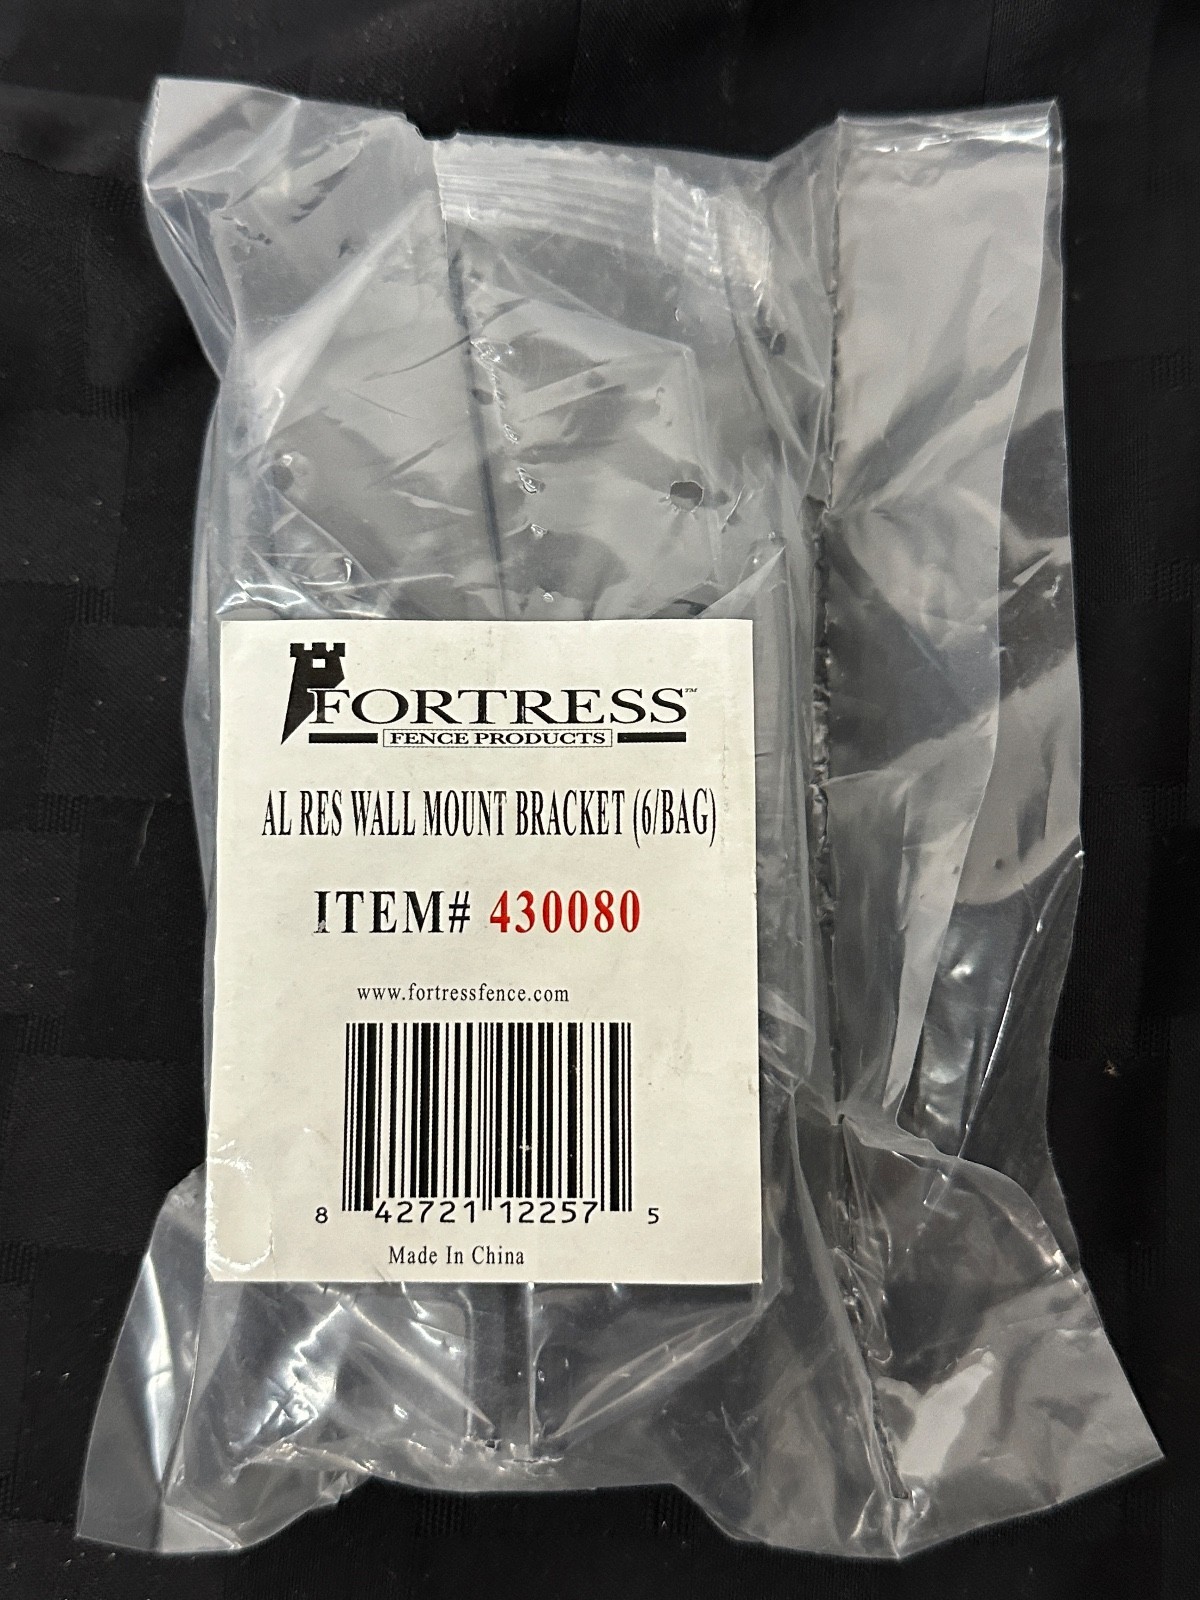 FORTRESS™
FENCE PRODUCTS
AL RES WALL MOUNT BRACKET (6/BAG)
ITEM# 430080
www.fortressfence.com
8 42721 12257 5
Made In China